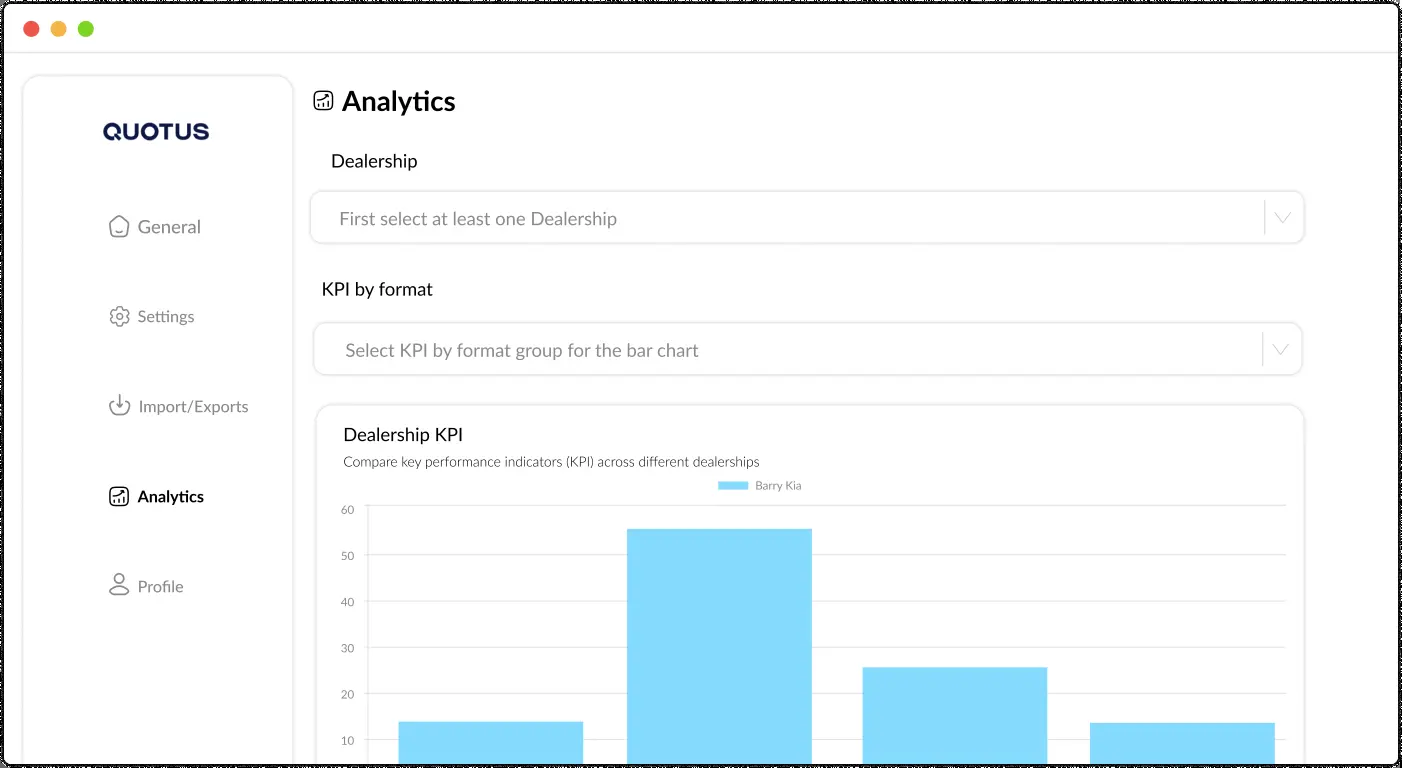 QUOTUS
General
Settings
Import/Exports
Analytics
Profile
Analytics
Dealership
First select at least one Dealership
KPI by format
Select KPI by format group for the bar chart
Dealership KPI
Compare key performance indicators (KPI) across different dealerships
Barry Kia
60
50
40
30
20
10